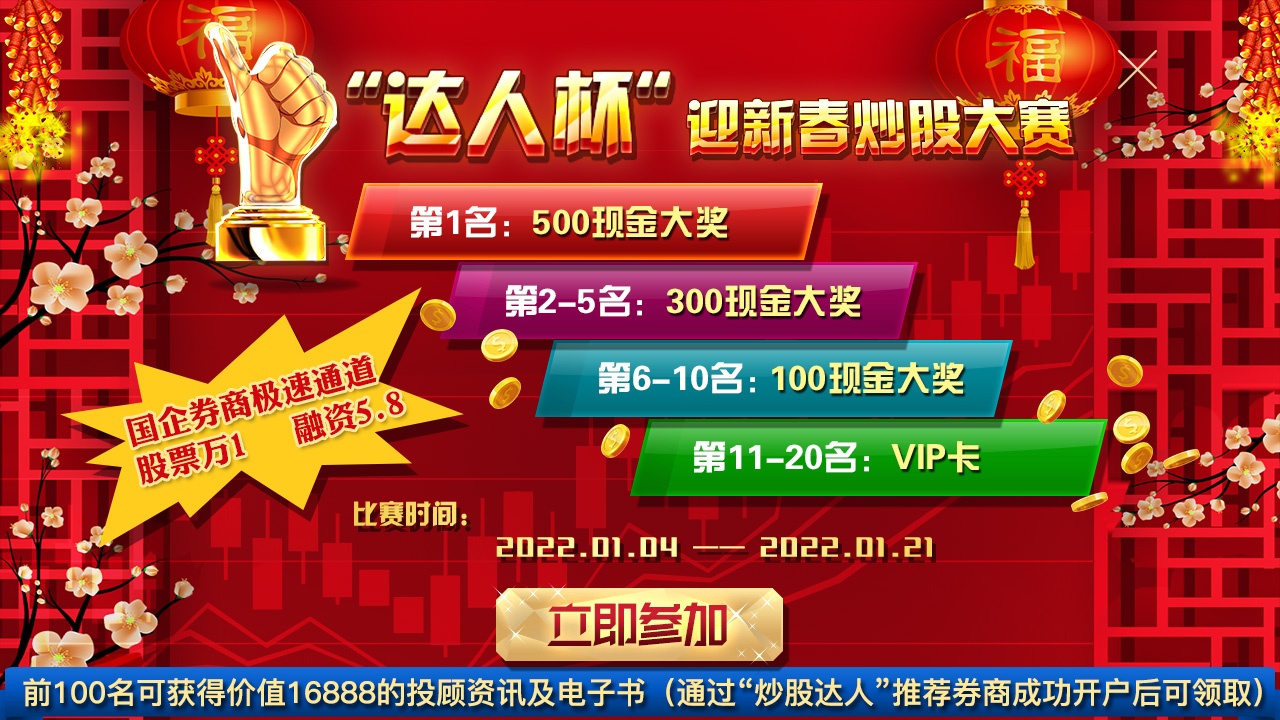 福
福
“达人杯“ 迎新春炒股大赛
第1名：500现金大奖
第2-5名：300现金大奖
第6-10名：100现金大奖
第11-20名：VIP卡
国企券商极速通道
股票万1 融资5.8
比赛时间：
2022.01.04 —— 2022.01.21
立即参加
前100名可获得价值16888的投顾资讯及电子书（通过“炒股达人”推荐券商成功开户后可领取）